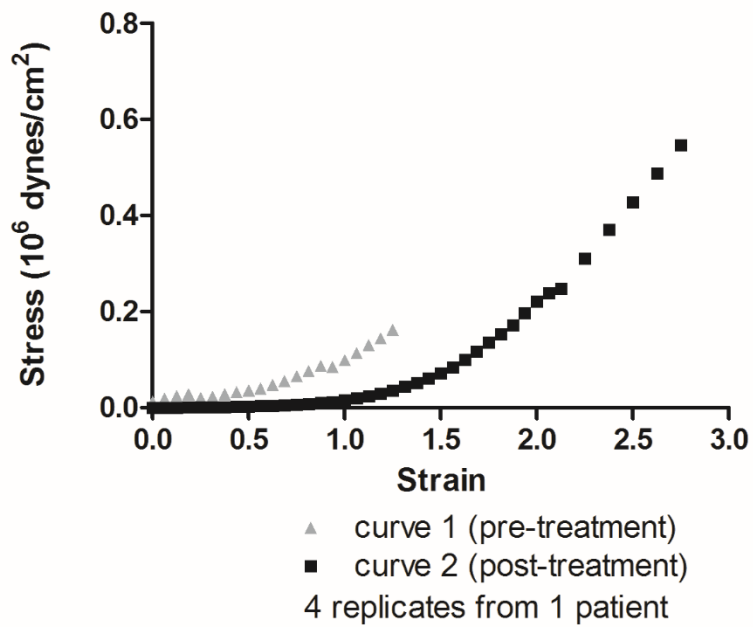 0.8
0.6
0.4
0.2
0.0
Stress (10⁶ dynes/cm²)
0.0 0.5 1.0 1.5 2.0 2.5 3.0
Strain
curve 1 (pre-treatment)
curve 2 (post-treatment)
4 replicates from 1 patient